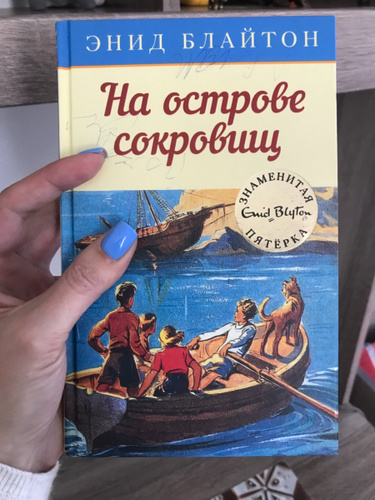 ЭНИД БЛАЙТОН
На острове
сокровищ
ЗНАМЕНИТАЯ
Enid Blyton
ПЯТЁРКА